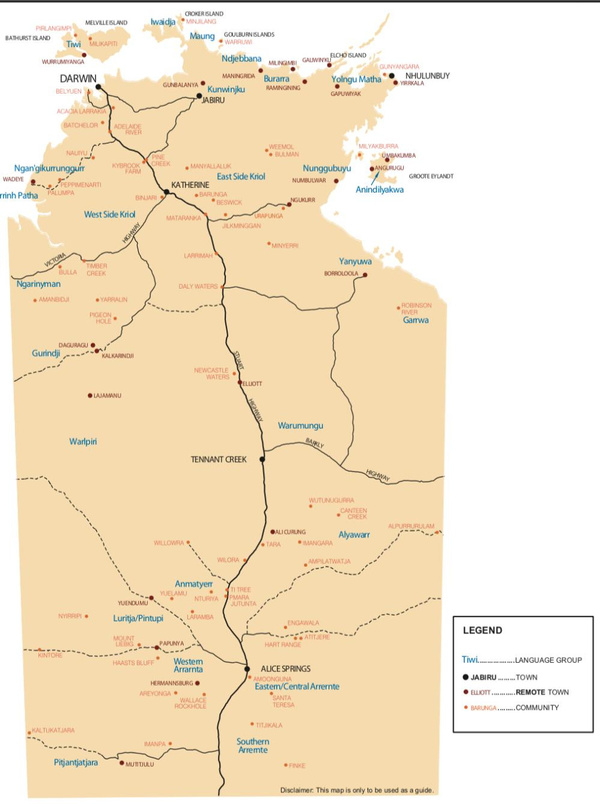 CROKER ISLAND
PIRLANGIMPI
MELVILLE ISLAND
Iwaidja
MINJILANG
BATHURST ISLAND
Tiwi
MILIKAPITI
Maung
GOULBURN ISLANDS
WARRUWI
WURRUMIYANGA
Ndjebbana
MILINGIMBI
GALIWIN'KU
ELCHO ISLAND
DARWIN
MANINGRIDA
Burarra
Yolngu Matha
GUNYANGARA
NHULUNBUY
BELYUEN
GUNBALANYA
Kunwinjku
RAMINGINING
GAPUWIYAK
YIRRKALA
JABIRU
ACACIA LARRAKIA
BATCHELOR
ADELAIDE
RIVER
NAUIYU
PINE
CREEK
WEEMOL
BULMAN
MILYAKBURRA
UMBAKUMBA
KYBROOK
FARM
MANYALLALUK
Ngan'gikurrunggurr
East Side Kriol
Nunggubuyu
ANGURUGU
GROOTE EYLANDT
WADEYE
PEPPIMENARTI
KATHERINE
NUMBULWAR
Anindilyakwa
rrinh Patha
PALUMPA
BINJARI
BARUNGA
BESWICK
NGUKURR
West Side Kriol
MATARANKA
URAPUNGA
JILKMINGGAN
HIGHWAY
MINYERRI
VICTORIA
LARRIMAH
Yanyuwa
BULLA
TIMBER
CREEK
BORROLOOLA
Ngarinyman
DALY WATERS
AMANBIDJI
YARRALIN
ROBINSON
RIVER
PIGEON
HOLE
Garrwa
DAGURAGU
Gurindji
KALKARINDJI
STUART
NEWCASTLE
WATERS
ELLIOTT
LAJAMANU
HIGHWAY
Warumungu
Warlpiri
BARKLY
TENNANT CREEK
HIGHWAY
WUTUNUGURRA
CANTEEN
CREEK
ALI CURUNG
Alyawarr
ALPURRURULAM
WILLOWRA
TARA
IMANGARA
WILORA
AMPILATWATJA
Anmatyerr
TI TREE
YUELAMU
NTURIYA
PMARA
JUTUNTA
YUENDUMU
LARAMBA
NYIRRIPI
Luritja/Pintupi
ENGAWALA
MOUNT
LIEBIG
PAPUNYA
ATITJERE
HART RANGE
KINTORE
HAASTS BLUFF
Western
Arrarnta
ALICE SPRINGS
AMOONGUNA
HERMANNSBURG
Eastern/Central Arrernte
AREYONGA
WALLACE
ROCKHOLE
SANTA
TERESA
TITJIKALA
KALTUKATJARA
IMANPA
Southern
Arrernte
Pitjantjatjara
MUTITJULU
FINKE
Disclaimer: This map is only to be used as a guide.
LEGEND
Tiwi..................LANGUAGE GROUP
JABIRU .........TOWN
ELLIOTT..........REMOTE TOWN
BARUNGA..........COMMUNITY